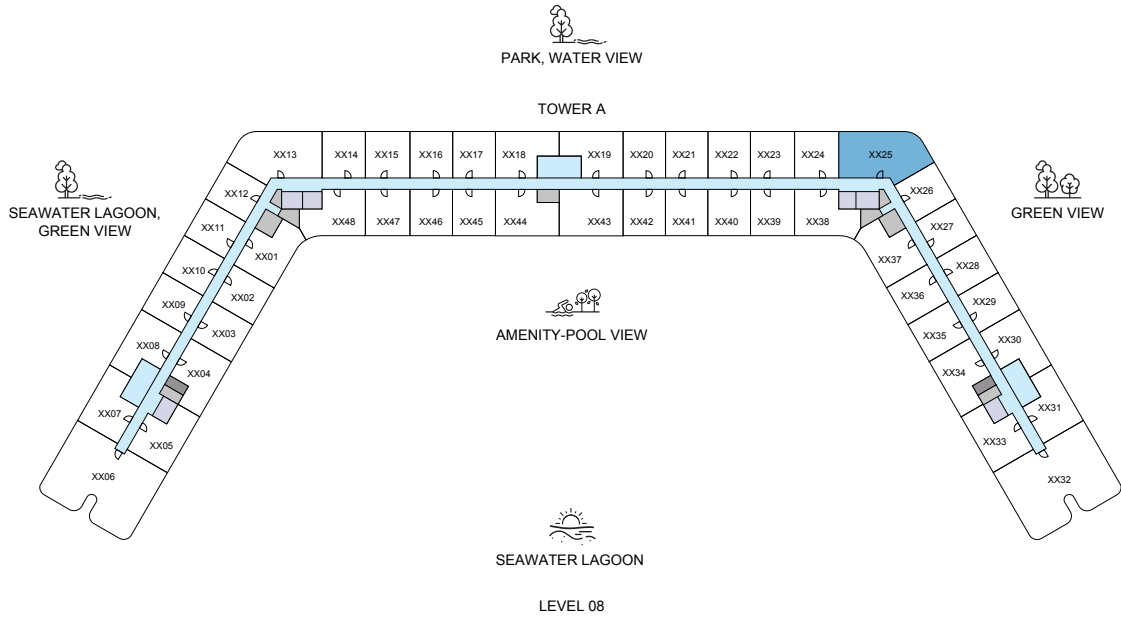 PARK, WATER VIEW
TOWER A
XX13
XX14
XX15
XX16
XX17
XX18
XX19
XX20
XX21
XX22
XX23
XX24
XX25
SEAWATER LAGOON,
GREEN VIEW
GREEN VIEW
XX12
XX26
XX11
XX48
XX47
XX46
XX45
XX44
XX43
XX42
XX41
XX40
XX39
XX38
XX27
XX01
XX37
XX10
XX28
XX02
XX36
XX09
XX29
XX03
XX35
AMENITY-POOL VIEW
XX08
XX30
XX04
XX34
XX07
XX31
XX05
XX33
XX06
XX32
SEAWATER LAGOON
LEVEL 08